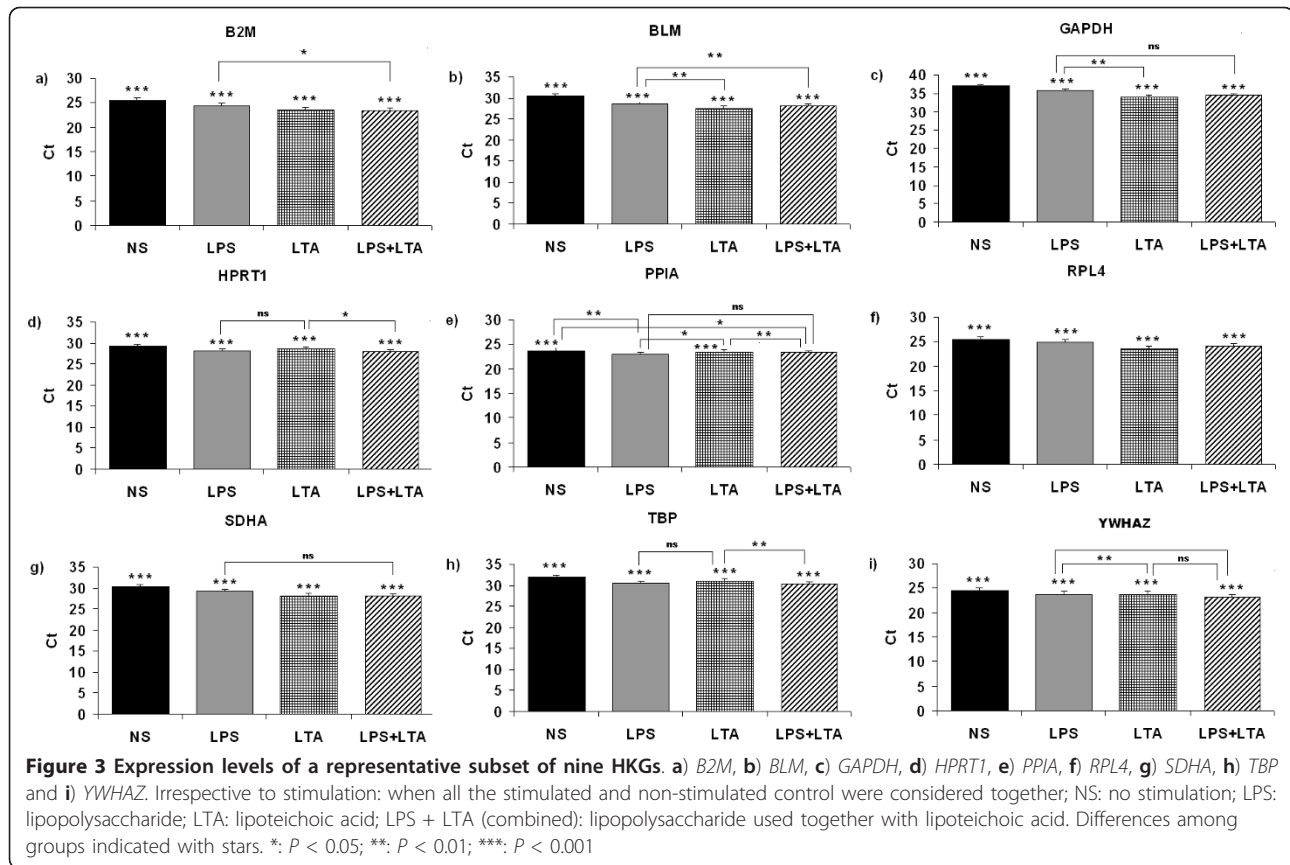 B2M
BLM
GAPDH
a)
b)
c)
*
**
**
ns
**
***
***
***
***
***
***
***
***
***
***
***
***
Ct
30
25
20
15
10
5
0
Ct
35
30
25
20
15
10
5
0
Ct
40
35
30
25
20
15
10
5
0
NS LPS LTA LPS+LTA
NS LPS LTA LPS+LTA
NS LPS LTA LPS+LTA
HPRT1
PPIA
RPL4
d)
e)
f)
ns
*
**
ns
*
*
**
***
***
***
***
***
***
***
***
***
***
Ct
35
30
25
20
15
10
5
0
Ct
25
20
15
10
5
0
Ct
30
25
20
15
10
5
0
NS LPS LTA LPS+LTA
NS LPS LTA LPS+LTA
NS LPS LTA LPS+LTA
SDHA
TBP
YWHAZ
g)
h)
i)
ns
ns
**
**
ns
***
***
***
***
***
***
***
***
***
***
***
***
Ct
35
30
25
20
15
10
5
0
Ct
35
30
25
20
15
10
5
0
Ct
30
25
20
15
10
5
0
NS LPS LTA LPS+LTA
NS LPS LTA LPS+LTA
NS LPS LTA LPS+LTA
Figure 3 Expression levels of a representative subset of nine HKGs. a) B2M, b) BLM, c) GAPDH, d) HPRT1, e) PPIA, f) RPL4, g) SDHA, h) TBP
and i) YWHAZ. Irrespective to stimulation: when all the stimulated and non-stimulated control were considered together; NS: no stimulation; LPS:
lipopolysaccharide; LTA: lipoteichoic acid; LPS + LTA (combined): lipopolysaccharide used together with lipoteichoic acid. Differences among
groups indicated with stars. *: P < 0.05; **: P < 0.01; ***: P < 0.001